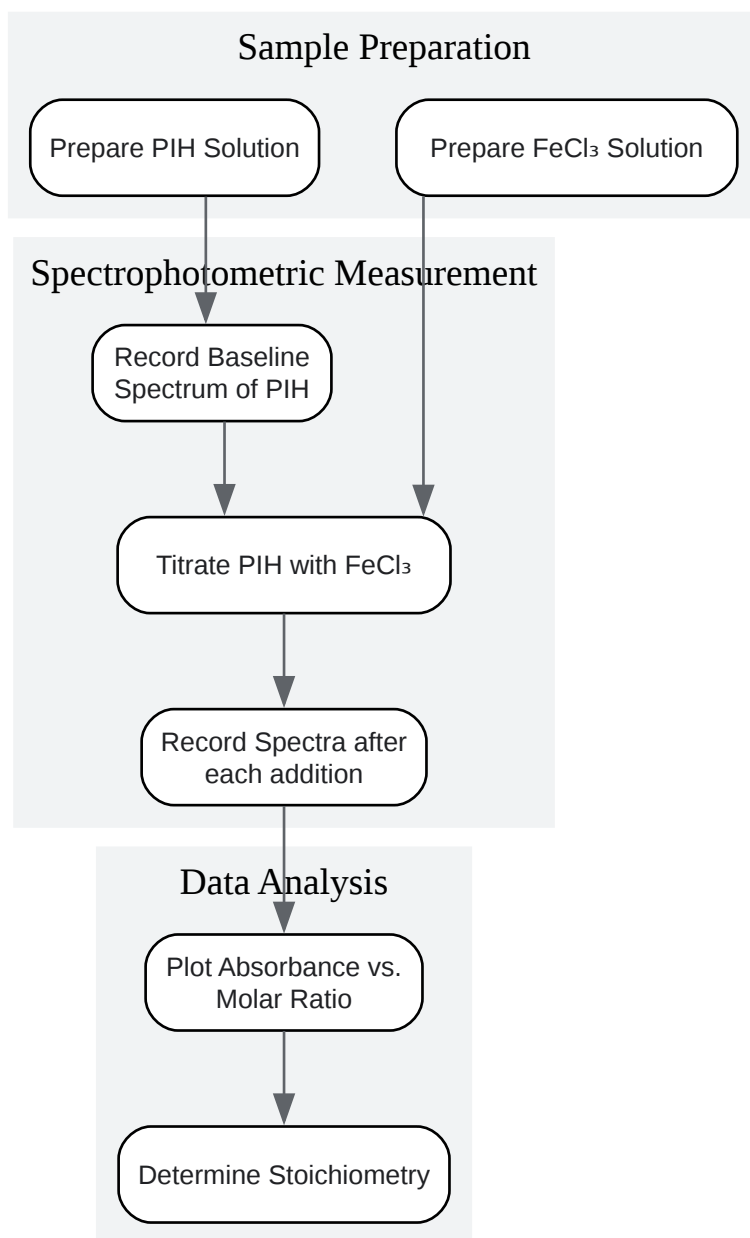 Sample Preparation
Prepare PIH Solution
Prepare FeCl₃ Solution
Spectrophotometric Measurement
Record Baseline
Spectrum of PIH
Titrate PIH with FeCl₃
Record Spectra after
each addition
Data Analysis
Plot Absorbance vs.
Molar Ratio
Determine Stoichiometry